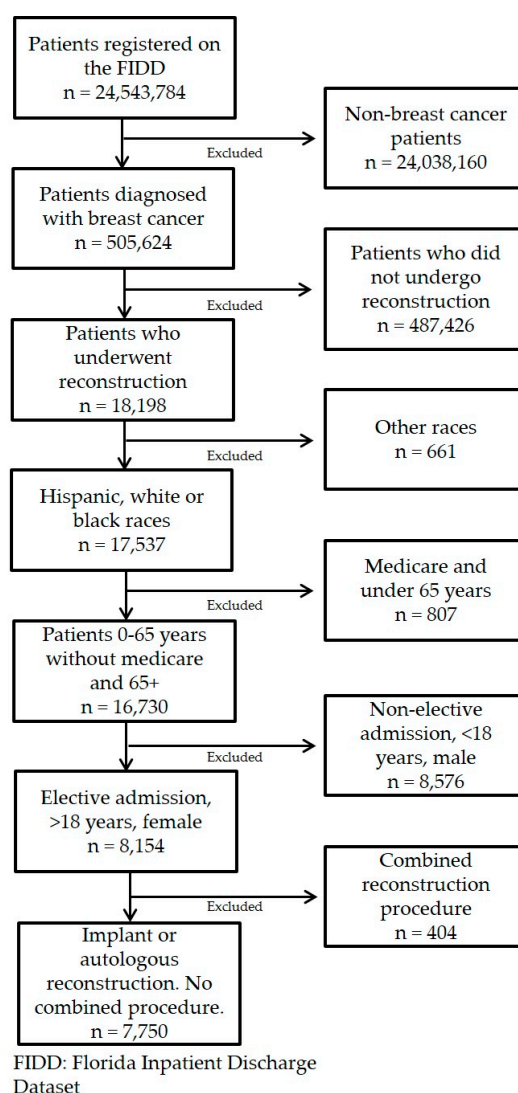 Patients registered on
the FIDD
n = 24,543,784
Excluded
Non-breast cancer
patients
n = 24,038,160
Patients diagnosed
with breast cancer
n = 505,624
Excluded
Patients who did
not undergo
reconstruction
n = 487,426
Patients who
underwent
reconstruction
n = 18,198
Excluded
Other races
n = 661
Hispanic, white or
black races
n = 17,537
Excluded
Medicare and
under 65 years
n = 807
Patients 0-65 years
without medicare
and 65+
n = 16,730
Excluded
Non-elective
admission, <18
years, male
n = 8,576
Elective admission,
>18 years, female
n = 8,154
Excluded
Combined
reconstruction
procedure
n = 404
Implant or
autologous
reconstruction. No
combined procedure.
n = 7,750
FIDD: Florida Inpatient Discharge
Dataset